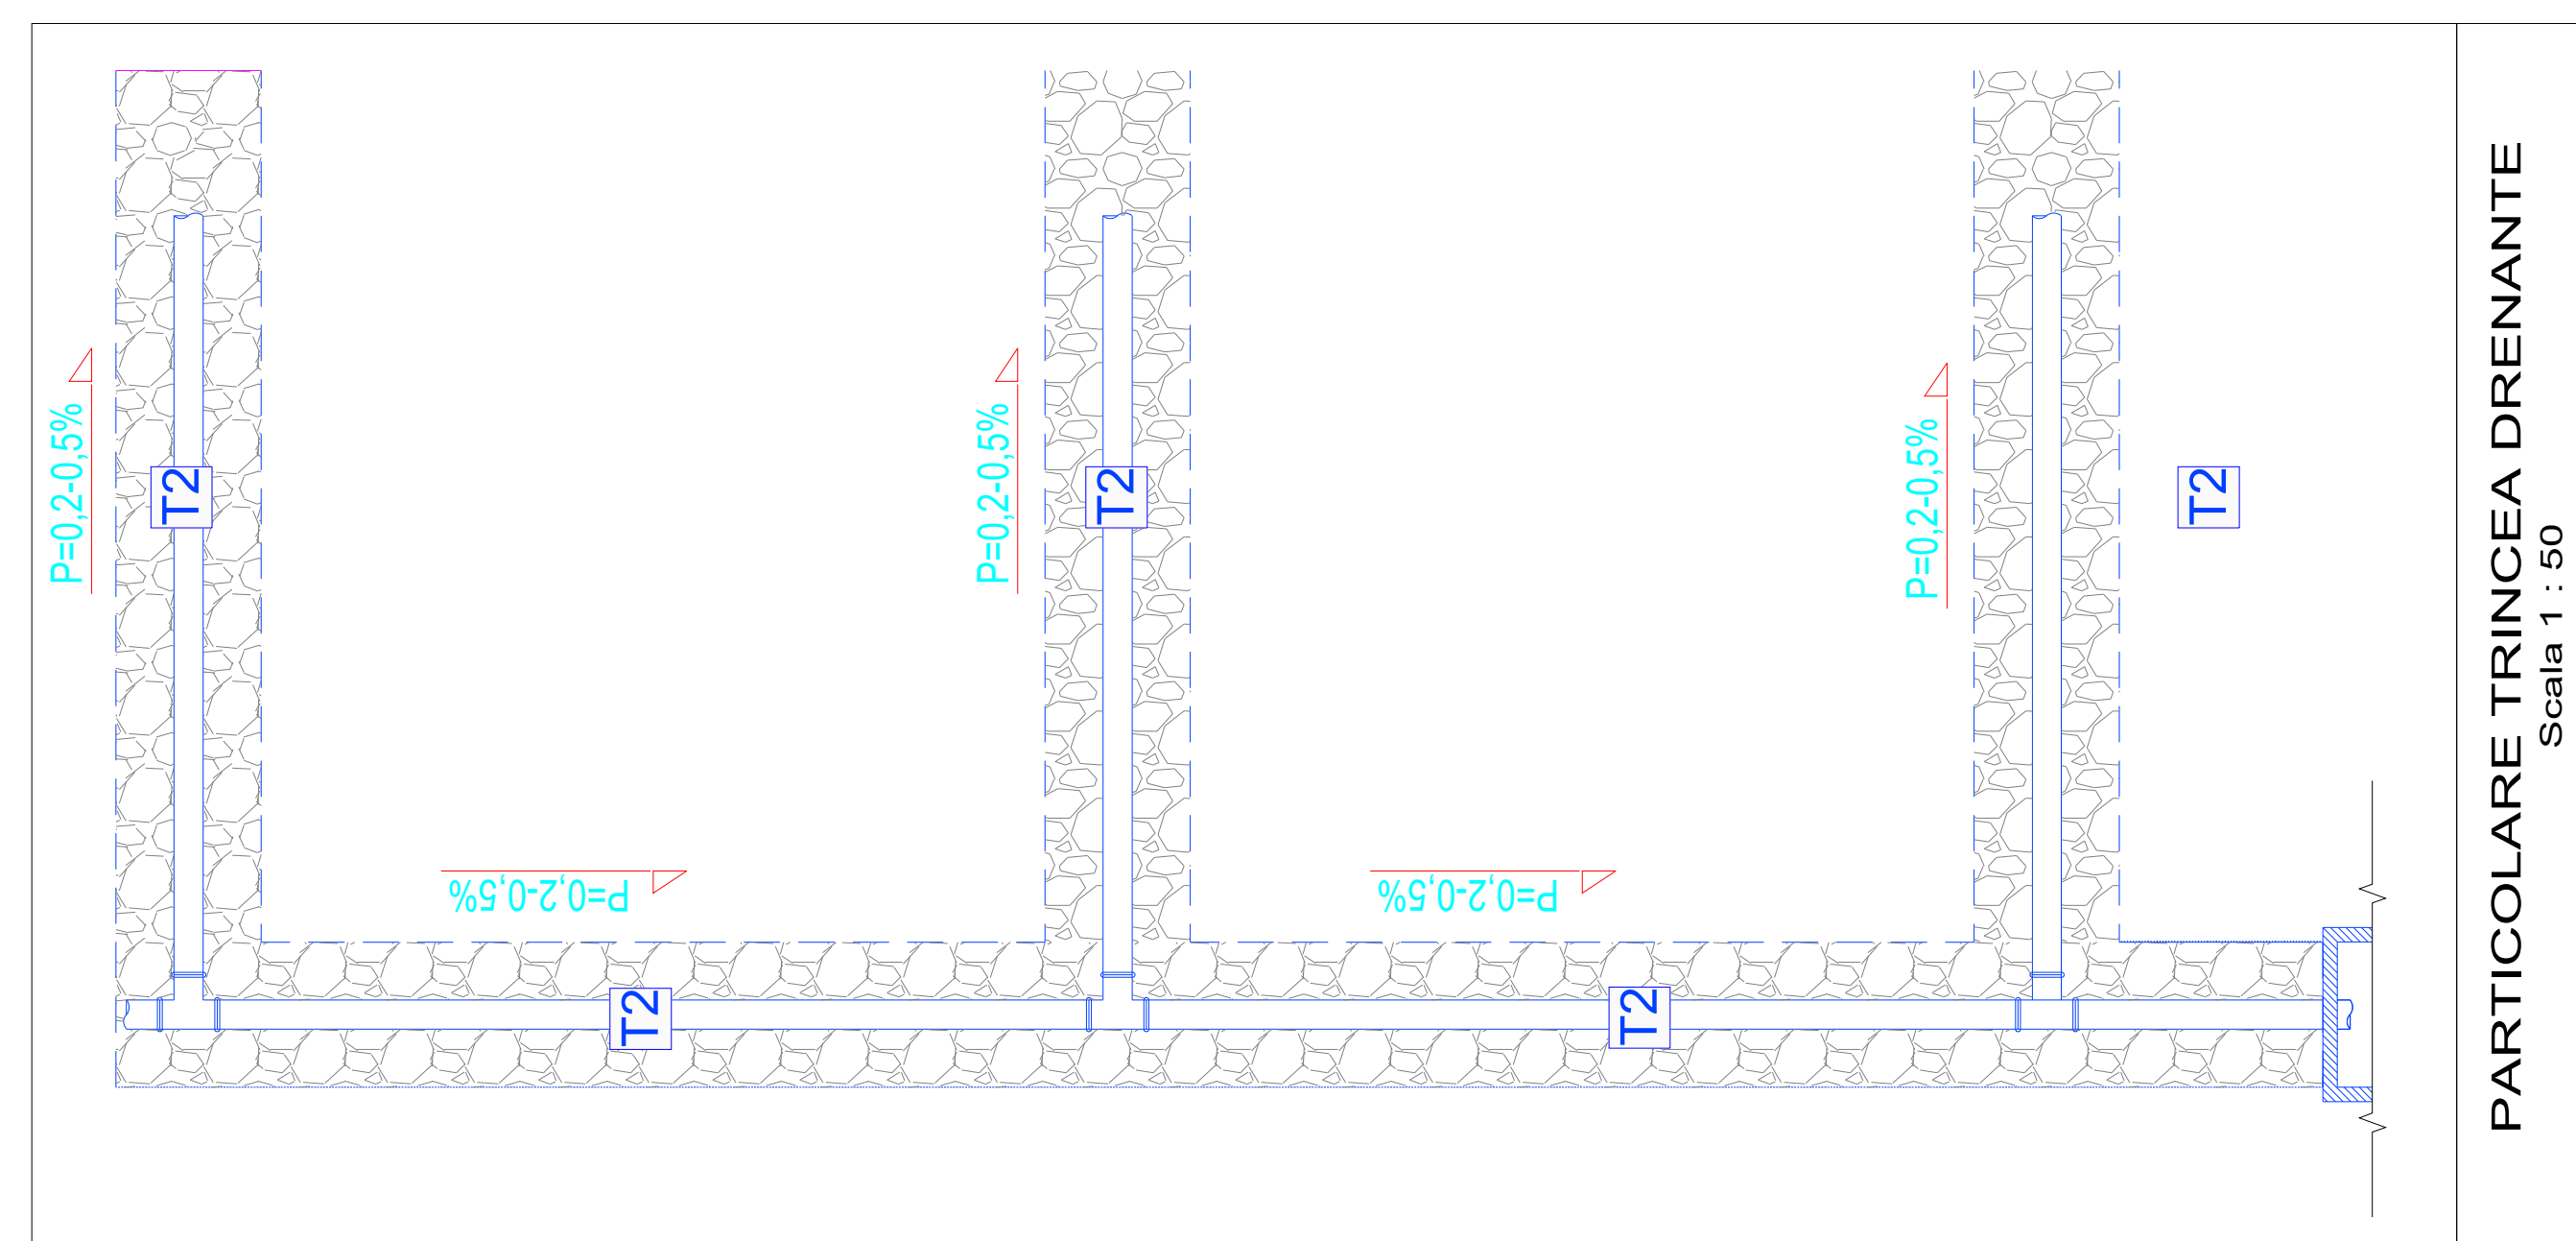 PARTICOLARE TRINCEA DRENANTE
Scala 1 : 50
P=0,2-0,5%
T2
P=0,2-0,5%
T2
P=0,2-0,5%
T2
P=0,2-0,5%
P=0,2-0,5%
T2
T2